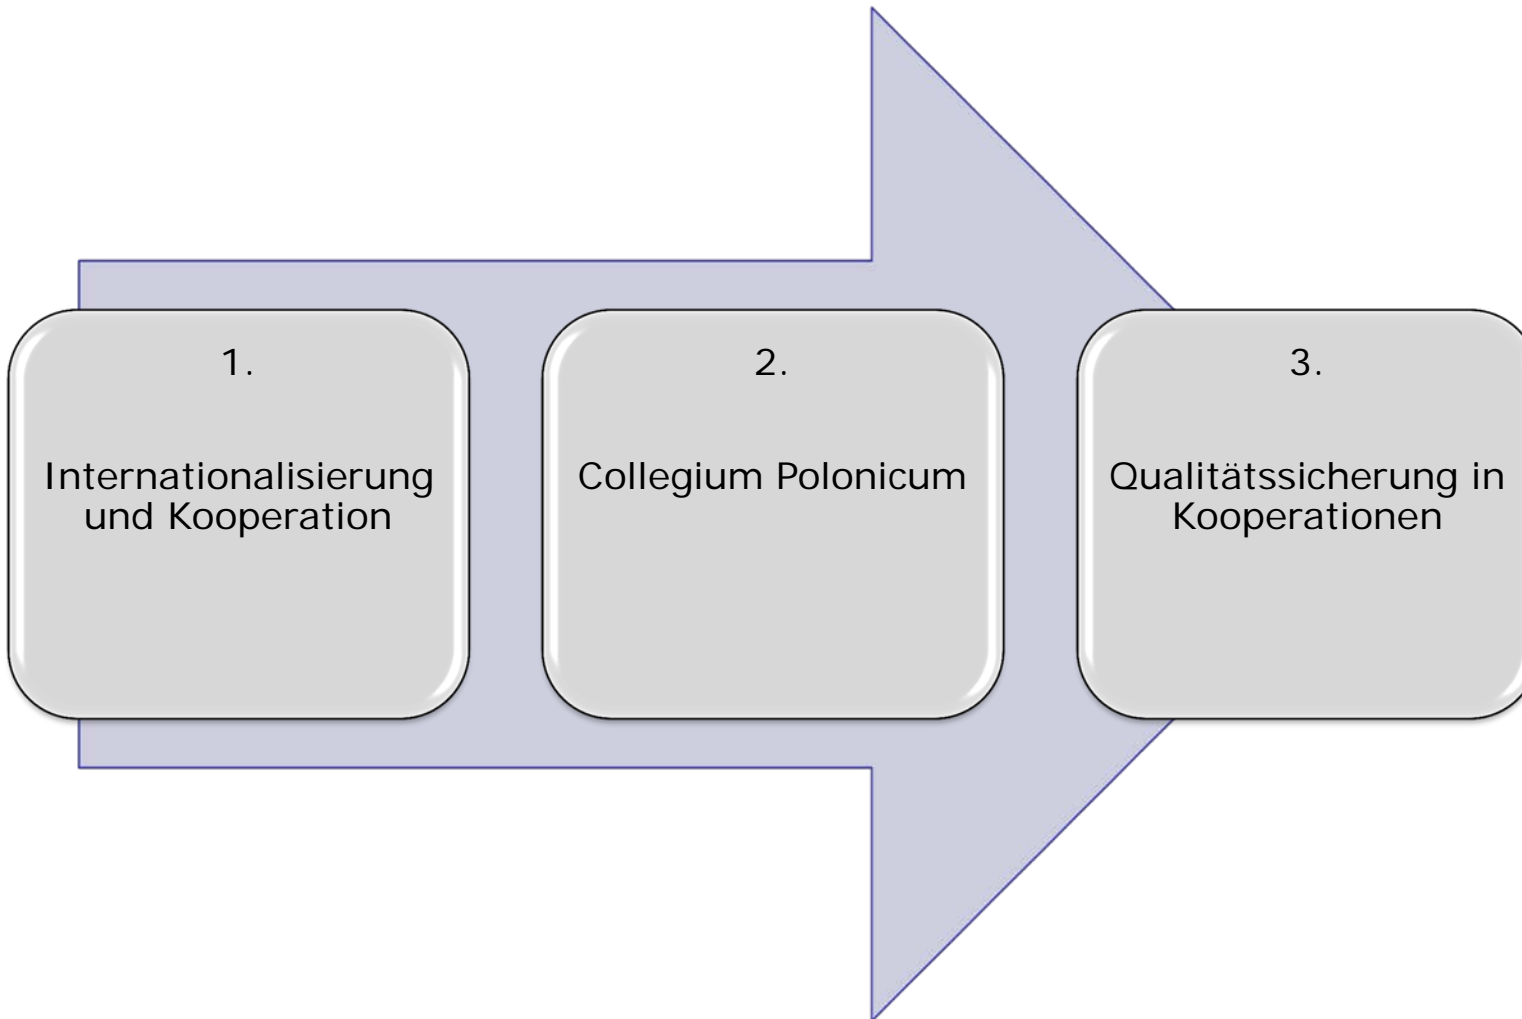 1.
Internationalisierung
und Kooperation
2.
Collegium Polonicum
3.
Qualitätssicherung in
Kooperationen